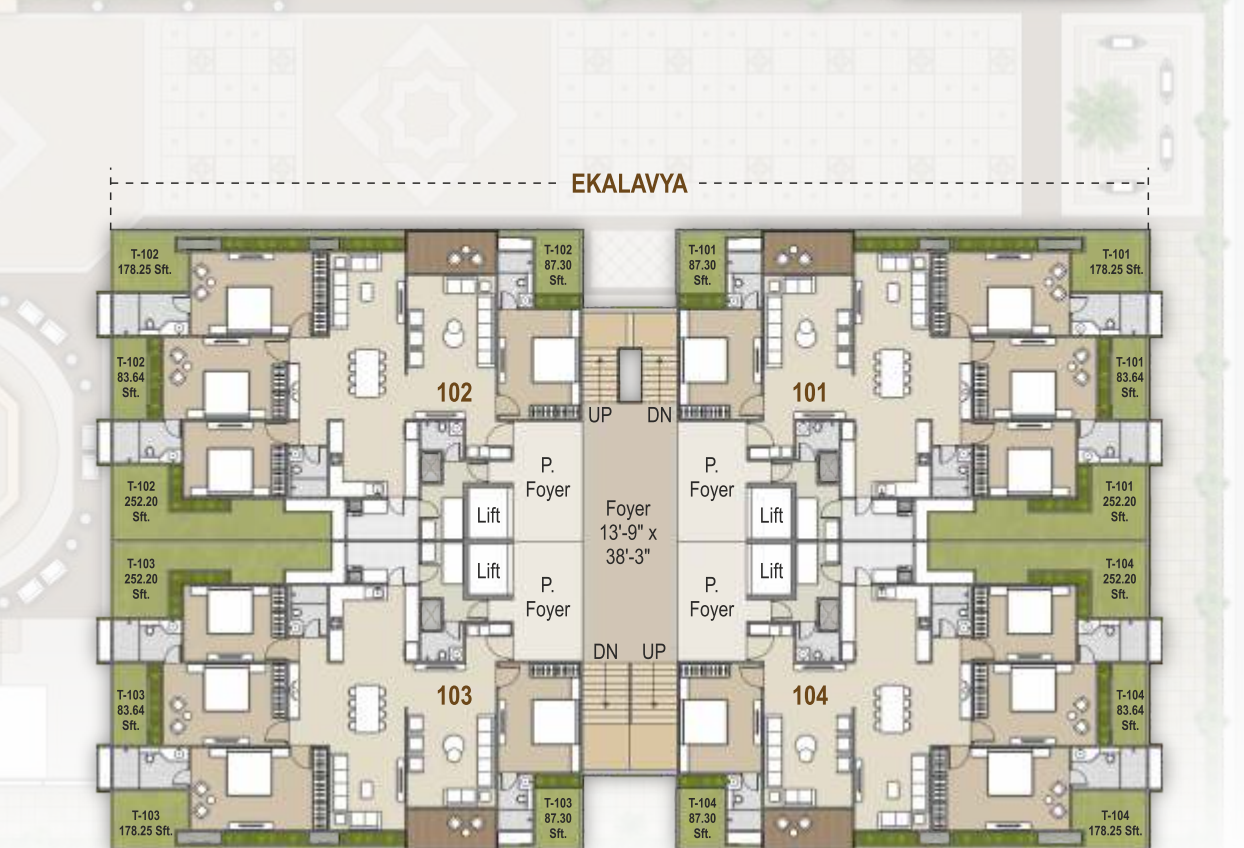 EKALAVYA
T-102
178.25 Sft.
T-102
87.30
Sft.
T-101
87.30
Sft.
T-101
178.25 Sft.
T-102
83.64
Sft.
102
UP
DN
101
T-101
83.64
Sft.
T-102
252.20
Sft.
P.
Foyer
Lift
Foyer
13'-9" x
38'-3"
P.
Foyer
Lift
T-101
252.20
Sft.
T-103
252.20
Sft.
Lift
P.
Foyer
P.
Foyer
Lift
T-104
252.20
Sft.
T-103
83.64
Sft.
103
DN
UP
104
T-104
83.64
Sft.
T-103
178.25 Sft.
T-103
87.30
Sft.
T-104
87.30
Sft.
T-104
178.25 Sft.